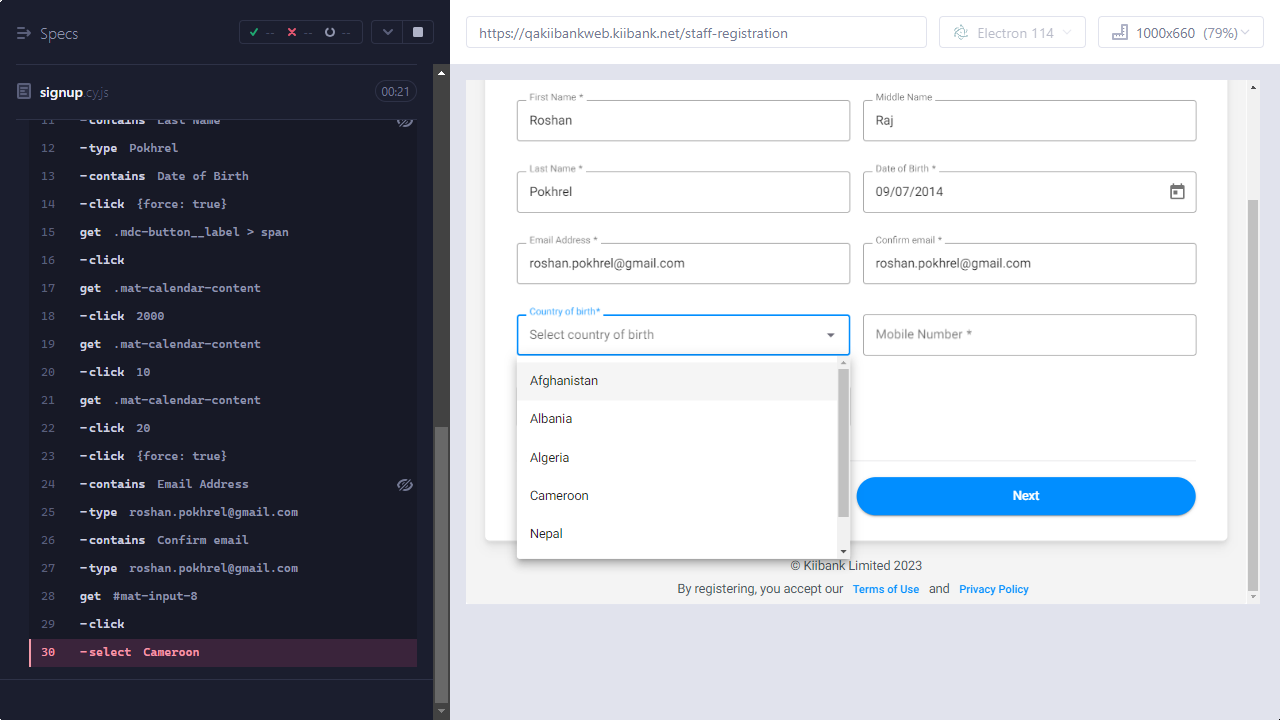 Specs
-- -- --
signup.cy.js
00:21
11 -contains Last Name
12 -type Pokhrel
13 -contains Date of Birth
14 -click {force: true}
15 get .mdc-button__label > span
16 -click
17 get .mat-calendar-content
18 -click 2000
19 get .mat-calendar-content
20 -click 10
21 get .mat-calendar-content
22 -click 20
23 -click {force: true}
24 -contains Email Address
25 -type roshan.pokhrel@gmail.com
26 -contains Confirm email
27 -type roshan.pokhrel@gmail.com
28 get #mat-input-8
29 -click
30 -select Cameroon
https://qakiibankweb.kiibank.net/staff-registration
Electron 114
1000x660 (79%)
First Name *
Roshan
Middle Name
Raj
Last Name *
Pokhrel
Date of Birth *
09/07/2014
Email Address *
roshan.pokhrel@gmail.com
Confirm email *
roshan.pokhrel@gmail.com
Country of birth*
Select country of birth
Mobile Number *
Afghanistan
Albania
Algeria
Cameroon
Nepal
Next
© Kiibank Limited 2023
By registering, you accept our Terms of Use and Privacy Policy